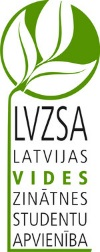 LVZSA
LATVIJAS
VIDES
ZINĀTNES
STUDENTU
APVIENĪBA